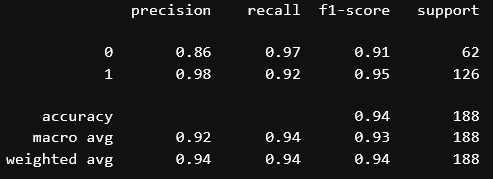 precision recall f1-score support
0 0.86 0.97 0.91 62
1 0.98 0.92 0.95 126
accuracy 0.94 188
macro avg 0.92 0.94 0.93 188
weighted avg 0.94 0.94 0.94 188